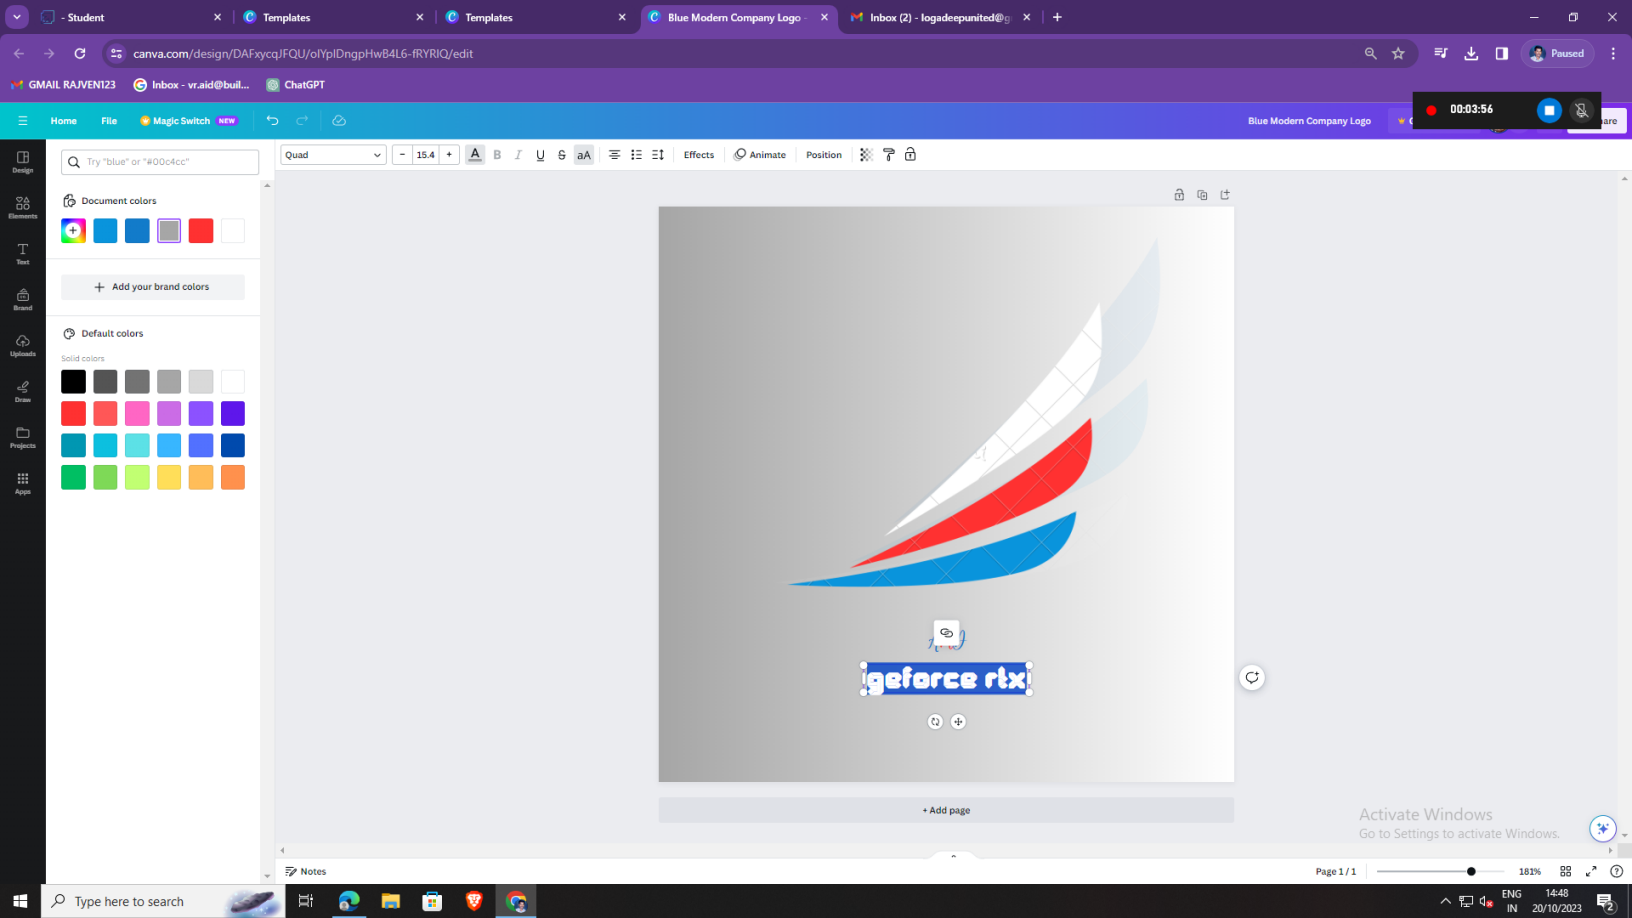 - Student
Templates
Templates
Blue Modern Company Logo -
Inbox (2) - logadeepunited@g
canva.com/design/DAFxycqJFQU/olYplDngpHwB4L6-fRYRIQ/edit
Paused
GMAIL RAJVEN123
Inbox - vr.aid@buil...
ChatGPT
00:03:56
Home
File
Magic Switch
NEW
Blue Modern Company Logo
are
Design
Elements
Text
Brand
Uploads
Draw
Projects
Apps
Try "blue" or "#00c4cc"
Quad
- 15.4 +
A
B
I
U
S
aA
Effects
Animate
Position
Document colors
+ Add your brand colors
Default colors
Solid colors
geforce rtx
+ Add page
Activate Windows
Go to Settings to activate Windows.
Notes
Page 1 / 1
181%
Type here to search
ENG
IN
14:48
20/10/2023
2